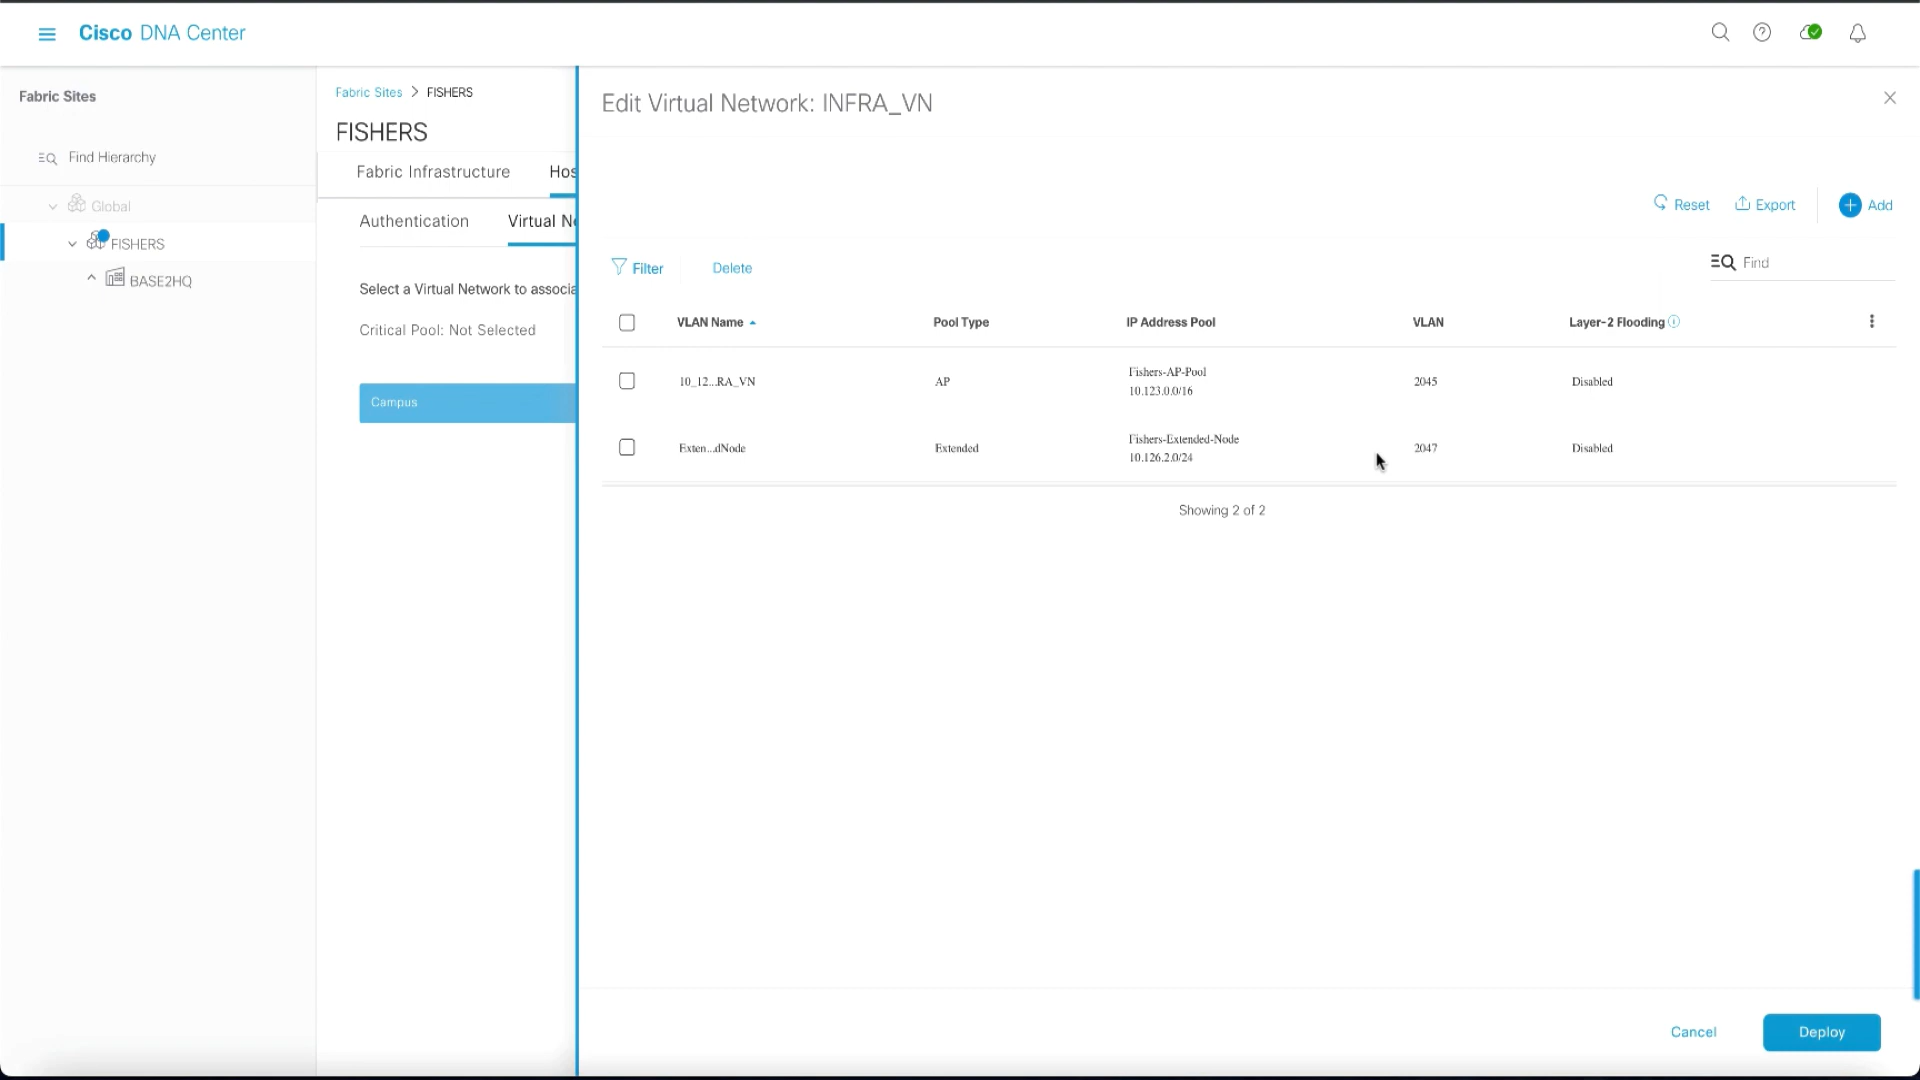 Cisco DNA Center
Fabric Sites
Find Hierarchy
Global
FISHERS
BASE2HQ
Fabric Sites > FISHERS
FISHERS
Fabric Infrastructure Hos
Authentication Virtual Ne
Select a Virtual Network to associa
Critical Pool: Not Selected
Campus
Edit Virtual Network: INFRA_VN
Reset Export Add
Filter Delete
Find
VLAN Name Pool Type IP Address Pool VLAN Layer-2 Flooding
10_12...RA_VN AP Fishers-AP-Pool 2045 Disabled
10.123.0.0/16
Exten...dNode Extended Fishers-Extended-Node 2047 Disabled
10.126.2.0/24
Showing 2 of 2
Cancel Deploy